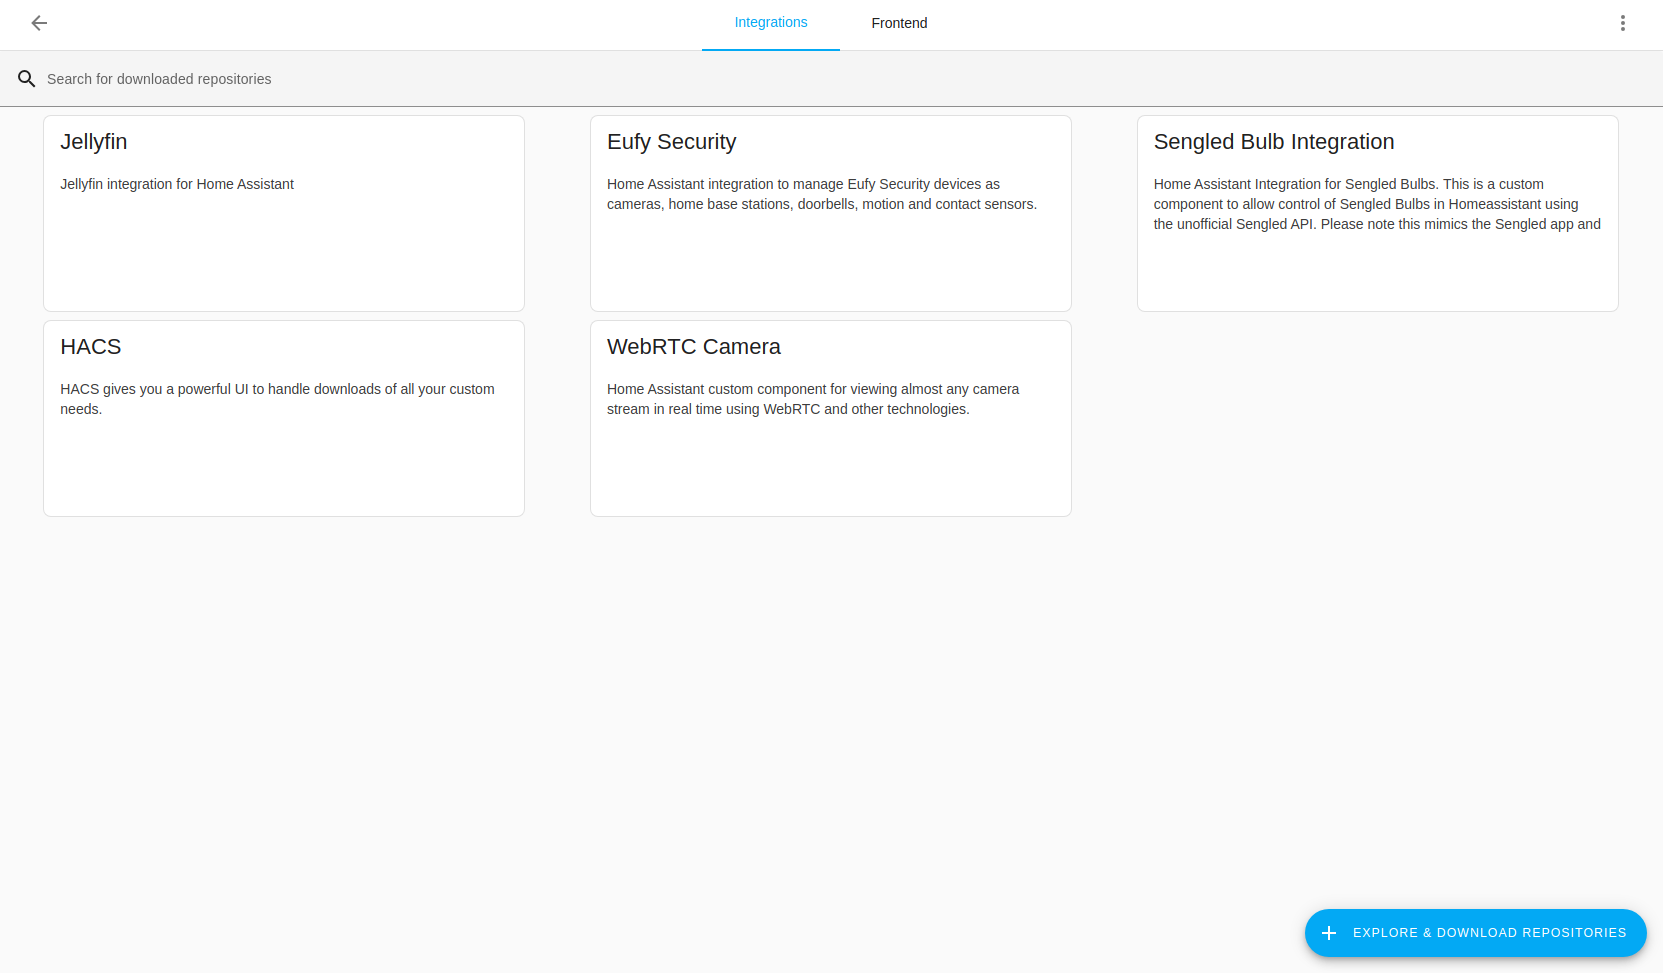 Integrations
Frontend
Search for downloaded repositories
Jellyfin
Jellyfin integration for Home Assistant
Eufy Security
Home Assistant integration to manage Eufy Security devices as
cameras, home base stations, doorbells, motion and contact sensors.
Sengled Bulb Integration
Home Assistant Integration for Sengled Bulbs. This is a custom
component to allow control of Sengled Bulbs in Homeassistant using
the unofficial Sengled API. Please note this mimics the Sengled app and
HACS
HACS gives you a powerful UI to handle downloads of all your custom
needs.
WebRTC Camera
Home Assistant custom component for viewing almost any camera
stream in real time using WebRTC and other technologies.
EXPLORE & DOWNLOAD REPOSITORIES